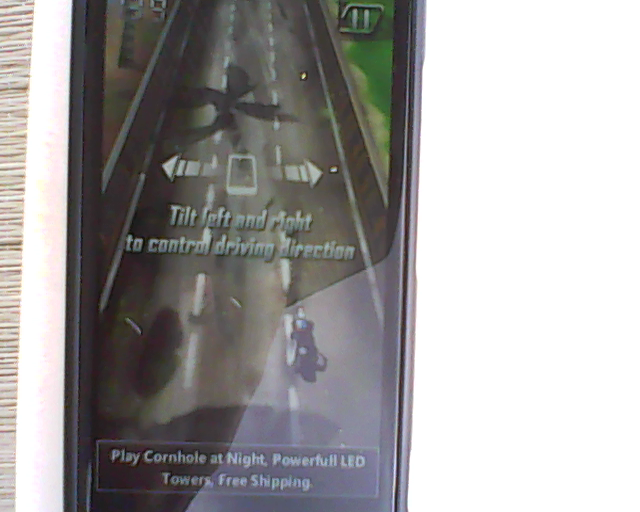 Tilt left and right
to control driving direction
Play Cornhole at Night, Powerfull LED
Towers, Free Shipping.